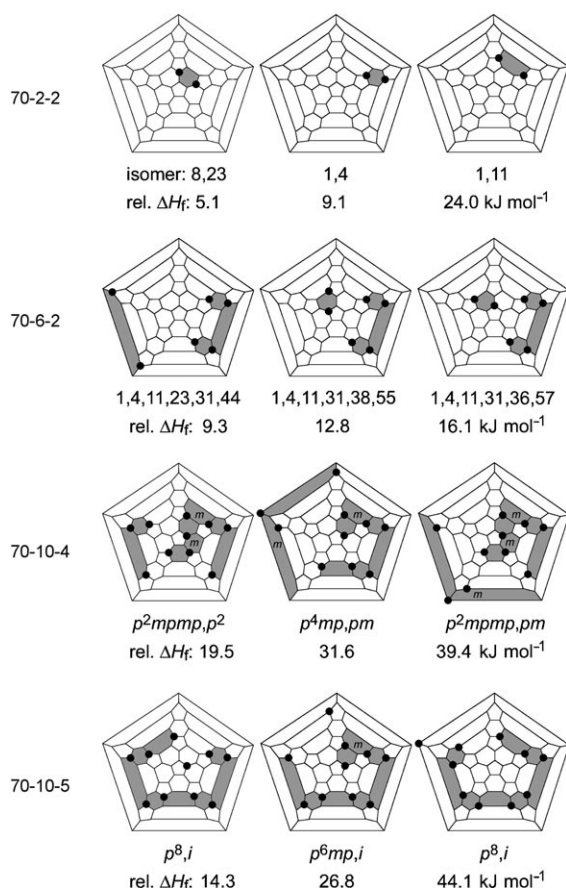 70-2-2
isomer: 8,23 1,4 1,11
rel. ΔHf: 5.1 9.1 24.0 kJ mol⁻¹
70-6-2
1,4,11,23,31,44 1,4,11,31,38,55 1,4,11,31,36,57
rel. ΔHf: 9.3 12.8 16.1 kJ mol⁻¹
m m m
m m m
70-10-4
m
p²mpmp,p² p⁴mp,pm p²mpmp,pm
rel. ΔHf: 19.5 31.6 39.4 kJ mol⁻¹
m
70-10-5
p⁸,i p⁶mp,i p⁸,i
rel. ΔHf: 14.3 26.8 44.1 kJ mol⁻¹